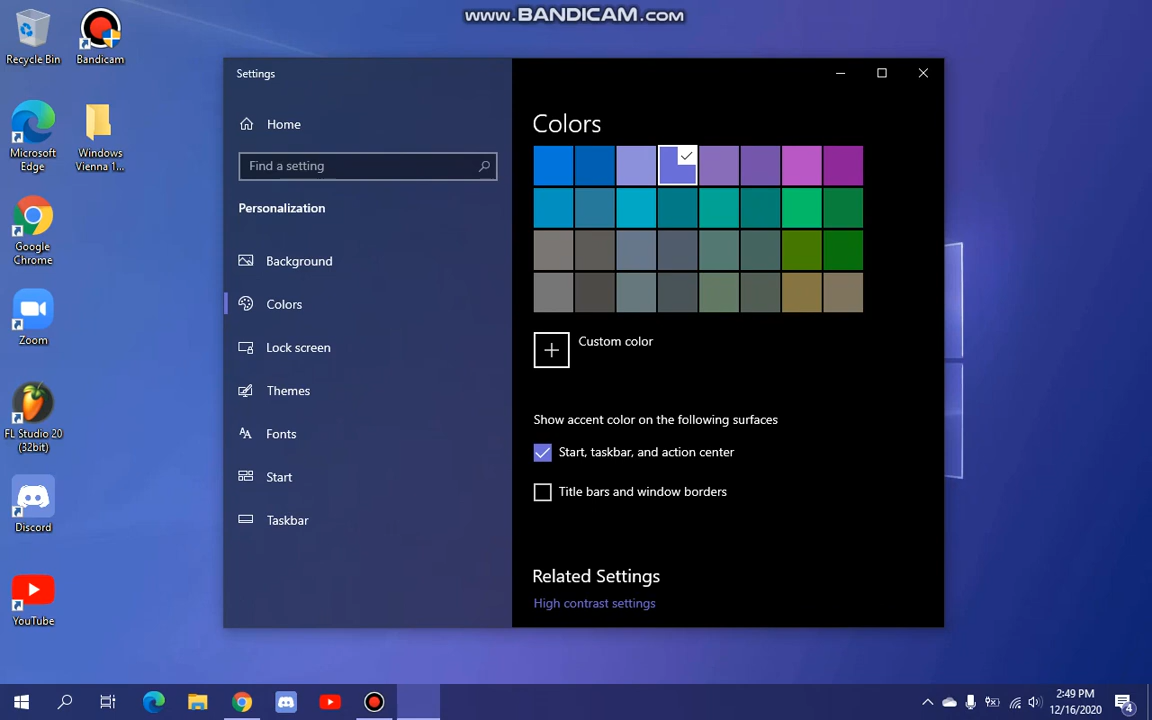 www.BANDICAM.com
Recycle Bin
Bandicam
Microsoft
Edge
Windows
Vienna 1...
Google
Chrome
Zoom
FL Studio 20
(32bit)
Discord
YouTube
Settings
Home
Find a setting
Personalization
Background
Colors
Lock screen
Themes
Fonts
Start
Taskbar
Colors
Custom color
Show accent color on the following surfaces
Start, taskbar, and action center
Title bars and window borders
Related Settings
High contrast settings
2:49 PM
12/16/2020
4